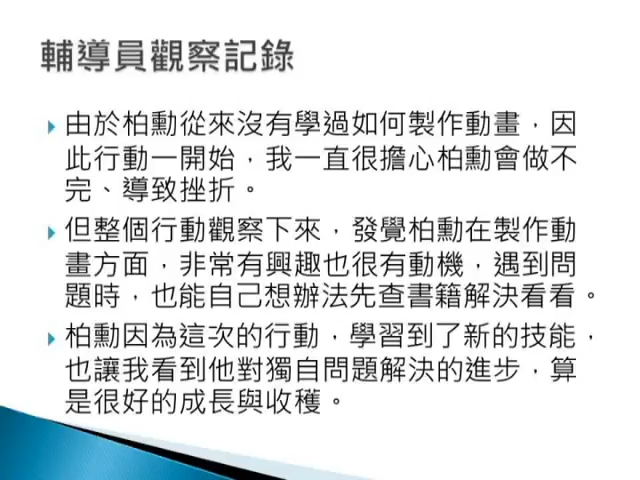 輔導員觀察記錄
由於柏勳從來沒有學過如何製作動畫，因
此行動一開始，我一直很擔心柏勳會做不
完、導致挫折。
但整個行動觀察下來，發覺柏勳在製作動
畫方面，非常有興趣也很有動機，遇到問
題時，也能自己想辦法先查書籍解決看看。
柏勳因為這次的行動，學習到了新的技能，
也讓我看到他對獨自問題解決的進步，算
是很好的成長與收穫。